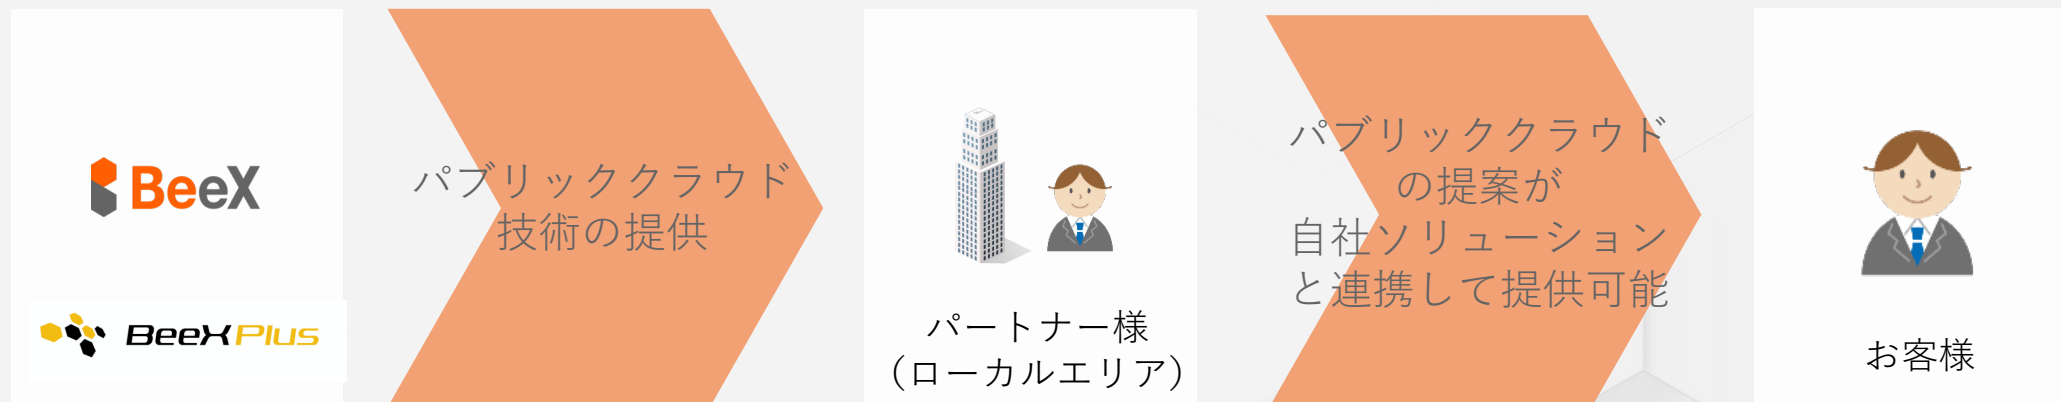 BeeX
BeeXPlus
パブリッククラウド
技術の提供
パートナー様
(ローカルエリア)
パブリッククラウド
の提案が
自社ソリューション
と連携して提供可能
お客様